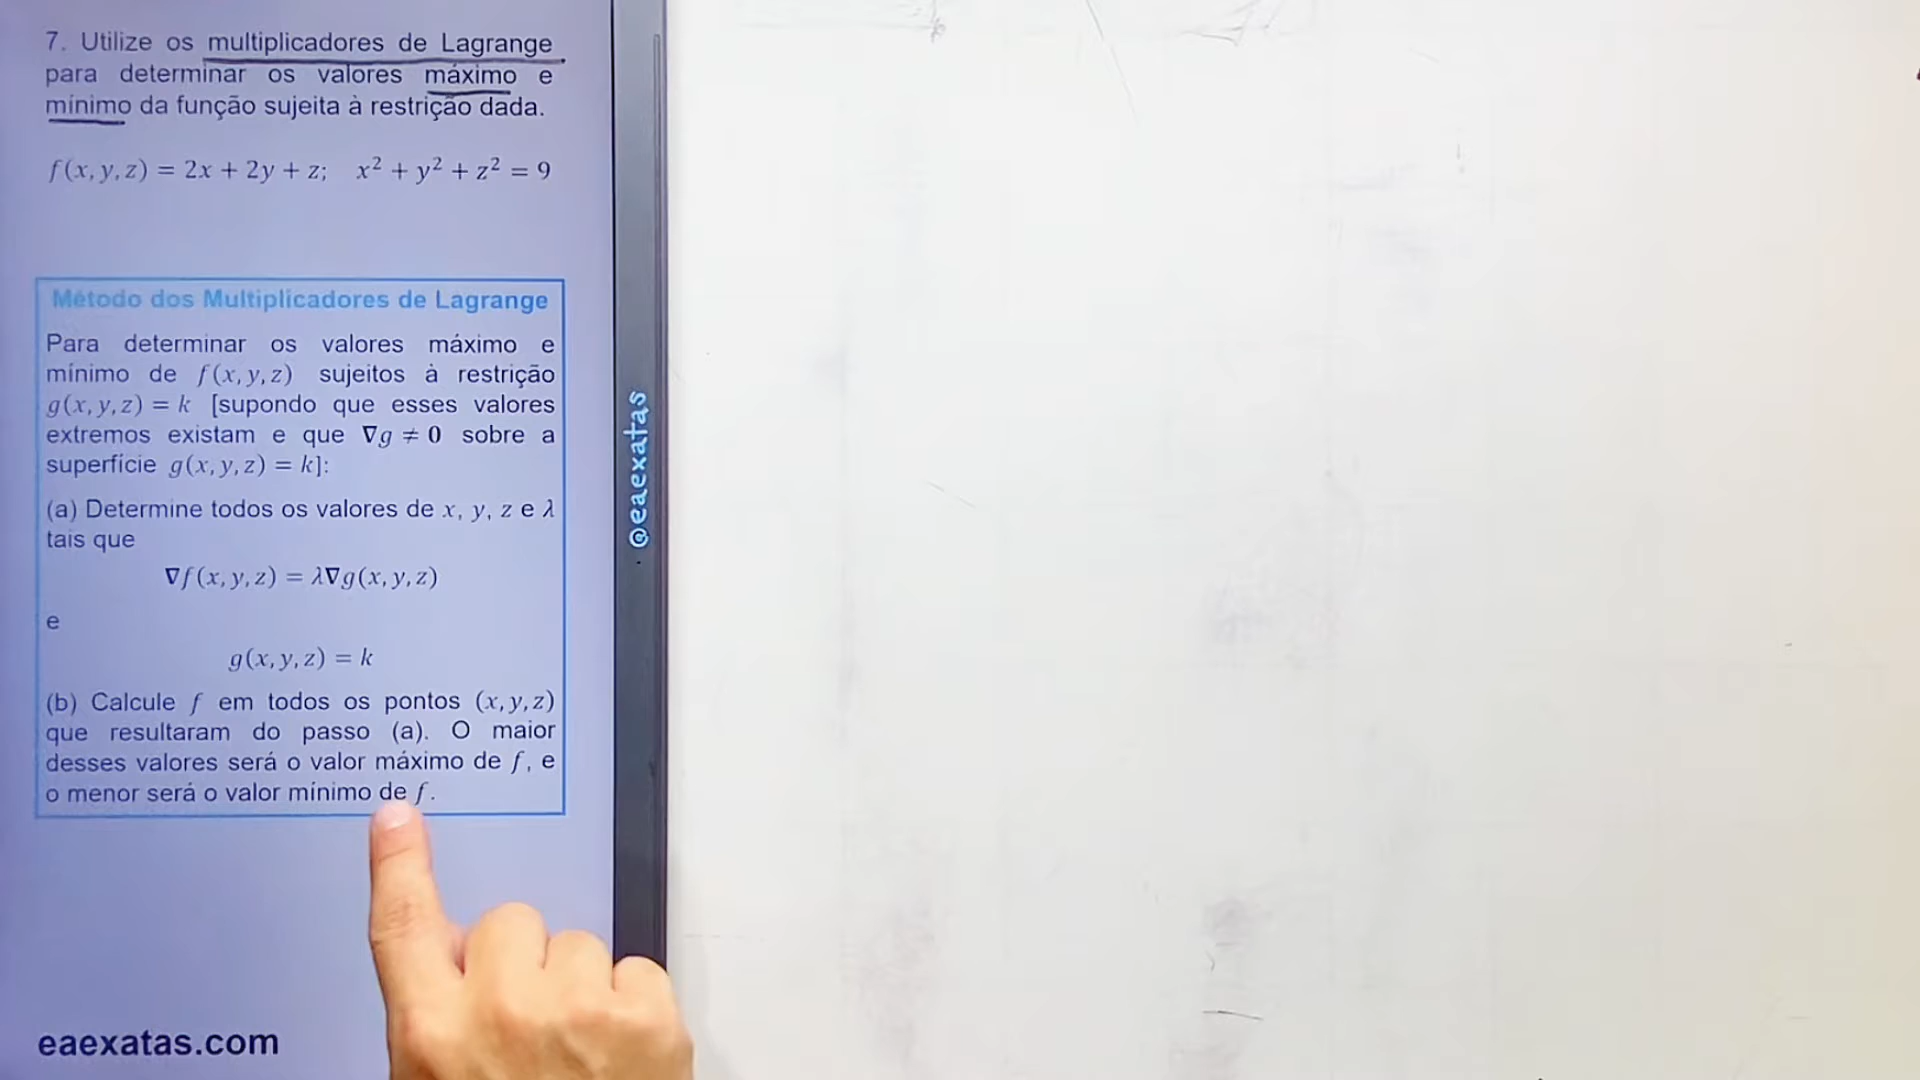 7. Utilize os multiplicadores de Lagrange
para determinar os valores máximo e
mínimo da função sujeita à restrição dada.
f(x, y, z) = 2x + 2y + z; x² + y² + z² = 9
Método dos Multiplicadores de Lagrange
Para determinar os valores máximo e
mínimo de f(x, y, z) sujeitos à restrição
g(x, y, z) = k [supondo que esses valores
extremos existam e que ∇g ≠ 0 sobre a
superfície g(x, y, z) = k]:
(a) Determine todos os valores de x, y, z e λ
tais que
∇f(x, y, z) = λ∇g(x, y, z)
e
g(x, y, z) = k
(b) Calcule f em todos os pontos (x, y, z)
que resultaram do passo (a). O maior
desses valores será o valor máximo de f, e
o menor será o valor mínimo de f.
eaexatas.com
@eaexatas